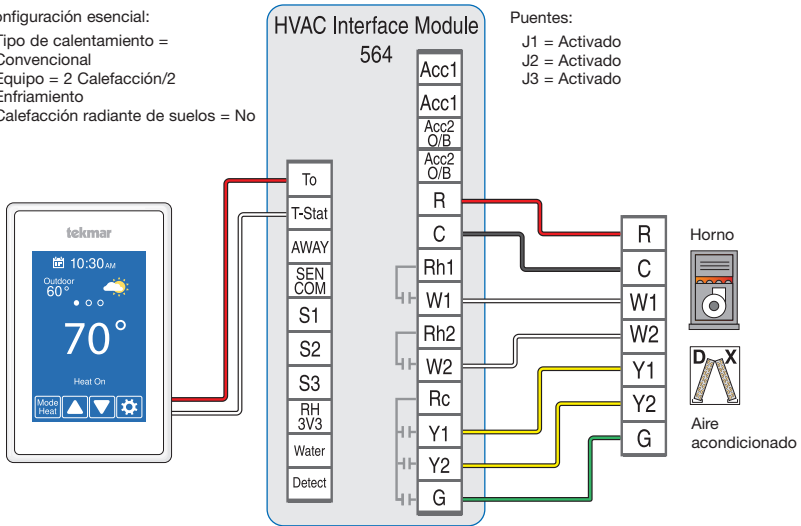 onfiguración esencial:
Tipo de calentamiento =
Convencional
Equipo = 2 Calefacción/2
Enfriamiento
Calefacción radiante de suelos = No
HVAC Interface Module
564
Puentes:
J1 = Activado
J2 = Activado
J3 = Activado
Acc1
Acc1
Acc2
O/B
Acc2
O/B
R
C
Rh1
W1
Rh2
W2
Rc
Y1
Y2
G
To
T-Stat
AWAY
SEN
COM
S1
S2
S3
RH
3V3
Water
Detect
tekmar
10:30 AM
Outdoor
60°
70°
Heat On
Mode
Heat
R
C
W1
W2
Y1
Y2
G
Horno
D X
Aire
acondicionado